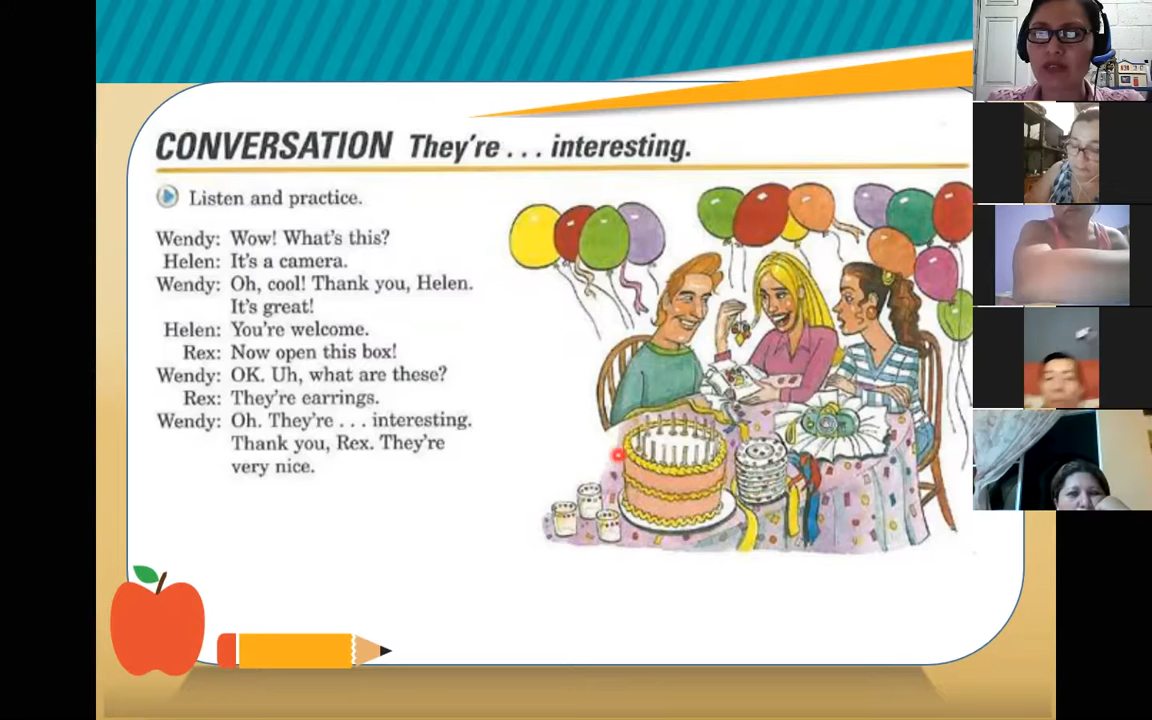 CONVERSATION They're . . . interesting.
Listen and practice.
Wendy: Wow! What's this?
Helen: It's a camera.
Wendy: Oh, cool! Thank you, Helen.
It's great!
Helen: You're welcome.
Rex: Now open this box!
Wendy: OK. Uh, what are these?
Rex: They're earrings.
Wendy: Oh. They're . . . interesting.
Thank you, Rex. They're
very nice.